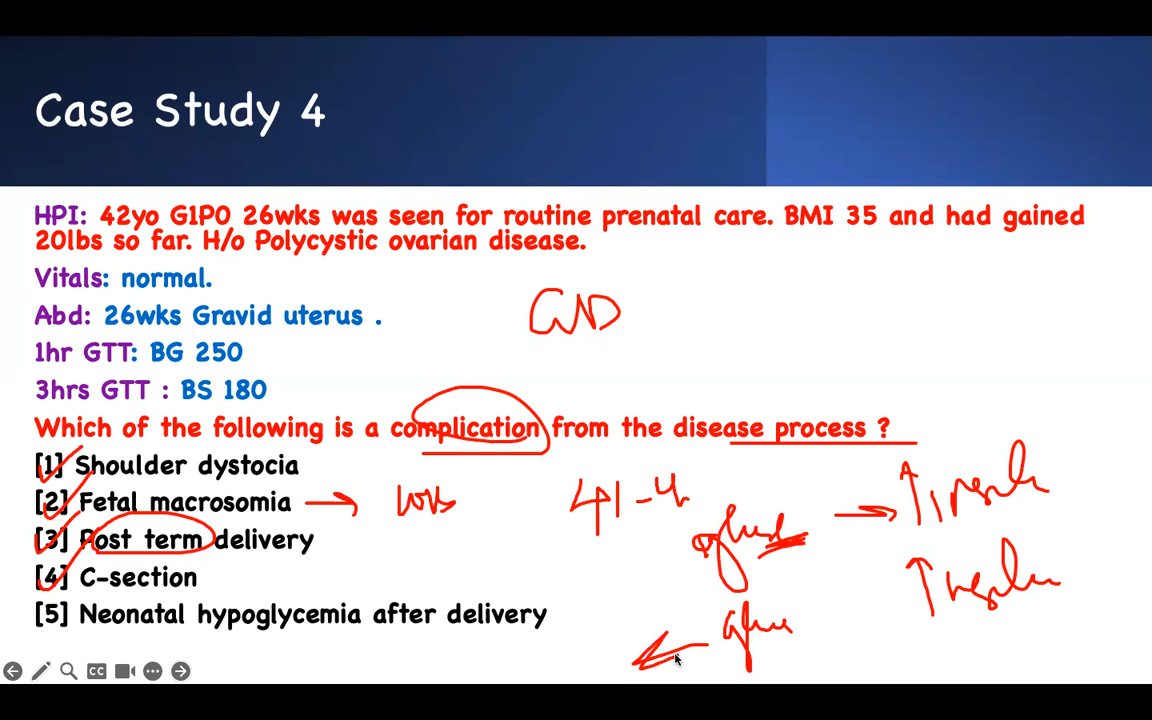 Case Study 4
HPI: 42yo G1P0 26wks was seen for routine prenatal care. BMI 35 and had gained
20lbs so far. H/o Polycystic ovarian disease.
Vitals: normal.
Abd: 26wks Gravid uterus .
1hr GTT: BG 250
3hrs GTT : BS 180
Which of the following is a complication from the disease process ?
[1] Shoulder dystocia
[2] Fetal macrosomia
[3] Post term delivery
[4] C-section
[5] Neonatal hypoglycemia after delivery
CC